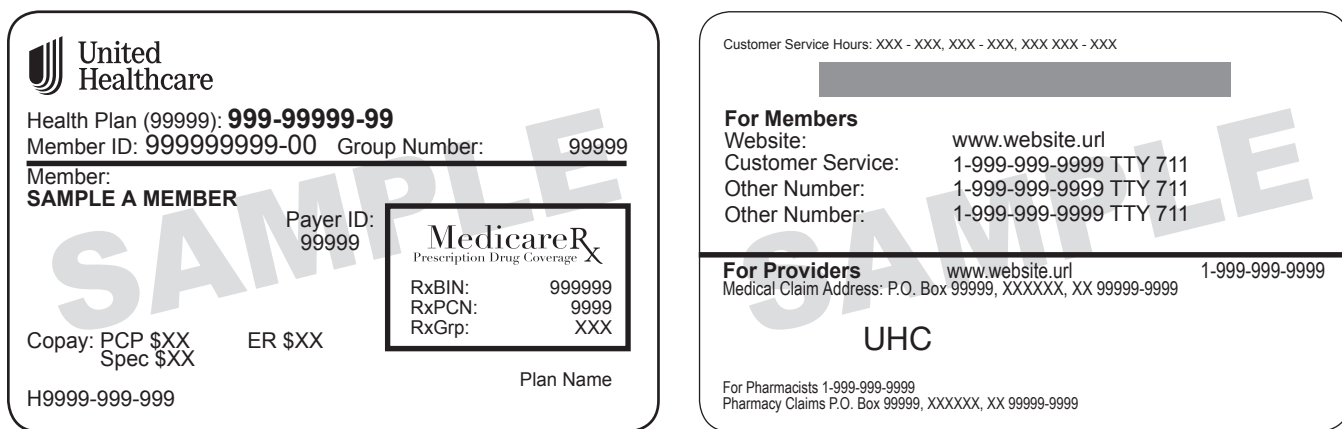 United
Healthcare
Health Plan (99999): 999-99999-99
Member ID: 999999999-00 Group Number: 99999
Member:
SAMPLE A MEMBER
Payer ID:
99999
MedicareRx
Prescription Drug Coverage
RxBIN: 999999
RxPCN: 9999
RxGrp: XXX
Copay: PCP $XX ER $XX
Spec $XX
Plan Name
H9999-999-999
SAMPLE
Customer Service Hours: XXX - XXX, XXX - XXX, XXX XXX - XXX
For Members
Website: www.website.url
Customer Service: 1-999-999-9999 TTY 711
Other Number: 1-999-999-9999 TTY 711
Other Number: 1-999-999-9999 TTY 711
For Providers www.website.url 1-999-999-9999
Medical Claim Address: P.O. Box 99999, XXXXXX, XX 99999-9999
UHC
For Pharmacists 1-999-999-9999
Pharmacy Claims P.O. Box 99999, XXXXXX, XX 99999-9999
SAMPLE